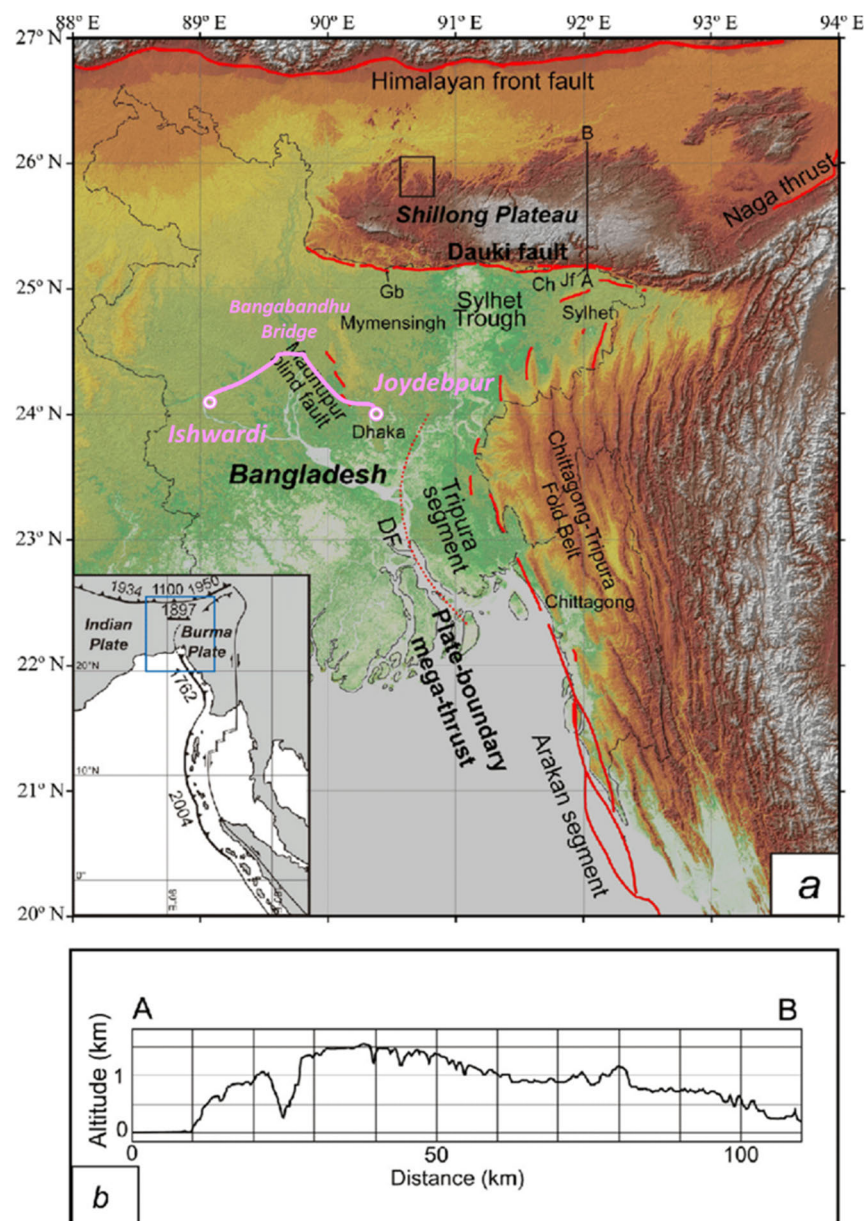 88° E
89° E
90° E
91° E
92° E
93° E
94° E
27° N
26° N
25° N
24° N
23° N
22° N
21° N
20° N
Himalayan front fault
B
Naga thrust
Shillong Plateau
Dauki fault
Gb
Ch
Jf
A
Sylhet
Trough
Sylhet
Mymensingh
Bangabandhu
Bridge
Madhupur
blind fault
Joydebpur
Ishwardi
Dhaka
Bangladesh
Tripura
segment
DF
Chittagong-Tripura
Fold Belt
Chittagong
Plate-boundary
mega-thrust
Arakan segment
1934
1100
1950
1897
Indian
Plate
Burma
Plate
20°N
1762
10°N
2004
0°
a
A
B
Altitude (km)
1
0
0
50
100
Distance (km)
b